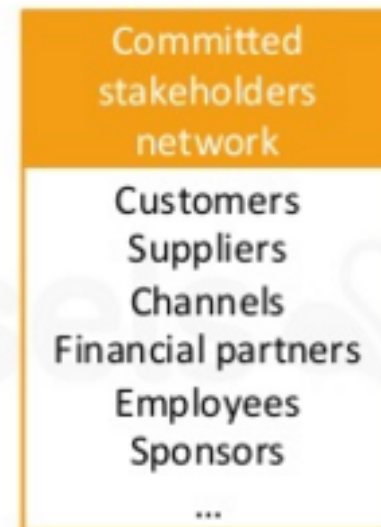 Committed
stakeholders
network
Customers
Suppliers
Channels
Financial partners
Employees
Sponsors
...